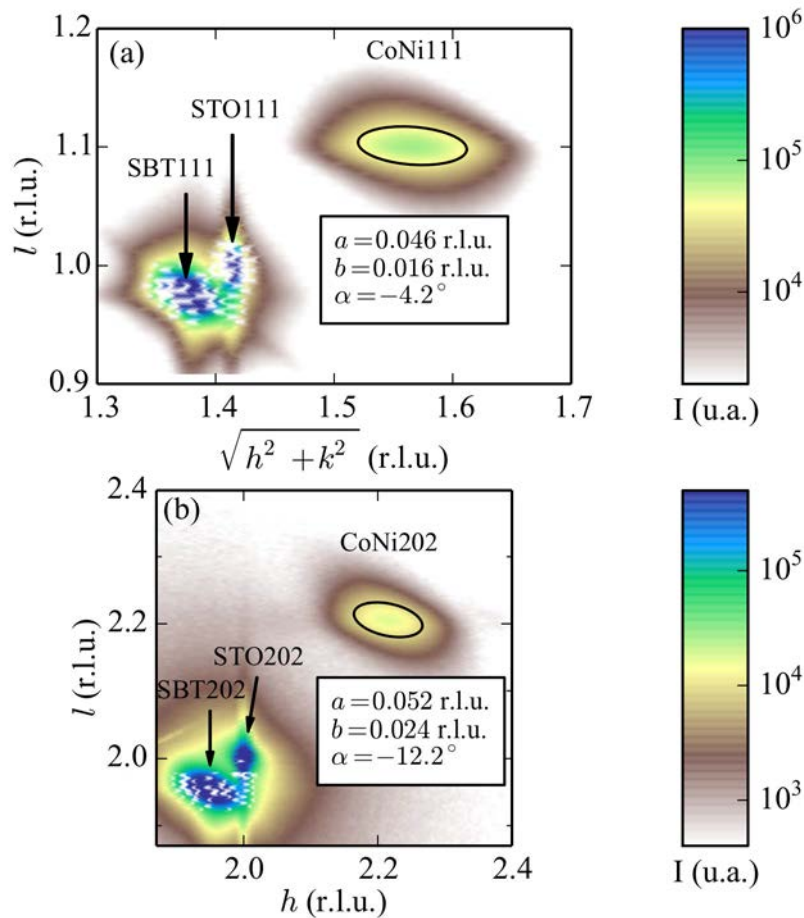 (a)
CoNi111
STO111
SBT111
a=0.046 r.l.u.
b=0.016 r.l.u.
α=−4.2°
l (r.l.u.)
1.2
1.1
1.0
0.9
1.3 1.4 1.5 1.6 1.7
√h² + k² (r.l.u.)
10⁶
10⁵
10⁴
I (u.a.)
(b)
CoNi202
STO202
SBT202
a=0.052 r.l.u.
b=0.024 r.l.u.
α=−12.2°
l (r.l.u.)
2.4
2.2
2.0
2.0 2.2 2.4
h (r.l.u.)
10⁵
10⁴
10³
I (u.a.)